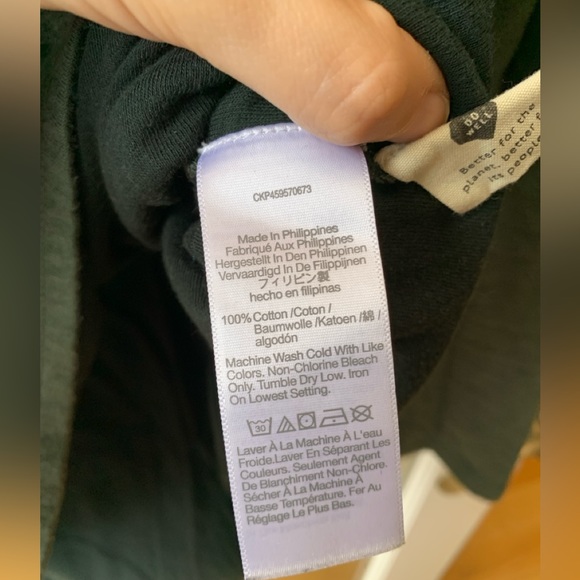 CKP459570673
Made In Philippines
Fabriqué Aux Philippines
Hergestellt In Den Philippinen
Vervaardigd In De Filippijnen
フィリピン製
hecho en filipinas
100% Cotton /Coton /
Baumwolle /Katoen /綿 /
algodón
Machine Wash Cold With Like
Colors. Non-Chlorine Bleach
Only. Tumble Dry Low. Iron
On Lowest Setting.
30
Laver À La Machine À L'eau
Froide.Laver En Séparant Les
Couleurs. Seulement Agent
De Blanchiment Non-Chlore.
Sécher À La Machine À
Basse Température. Fer Au
Réglage Le Plus Bas.
DO
WELL
Better for the
planet, better f
its people